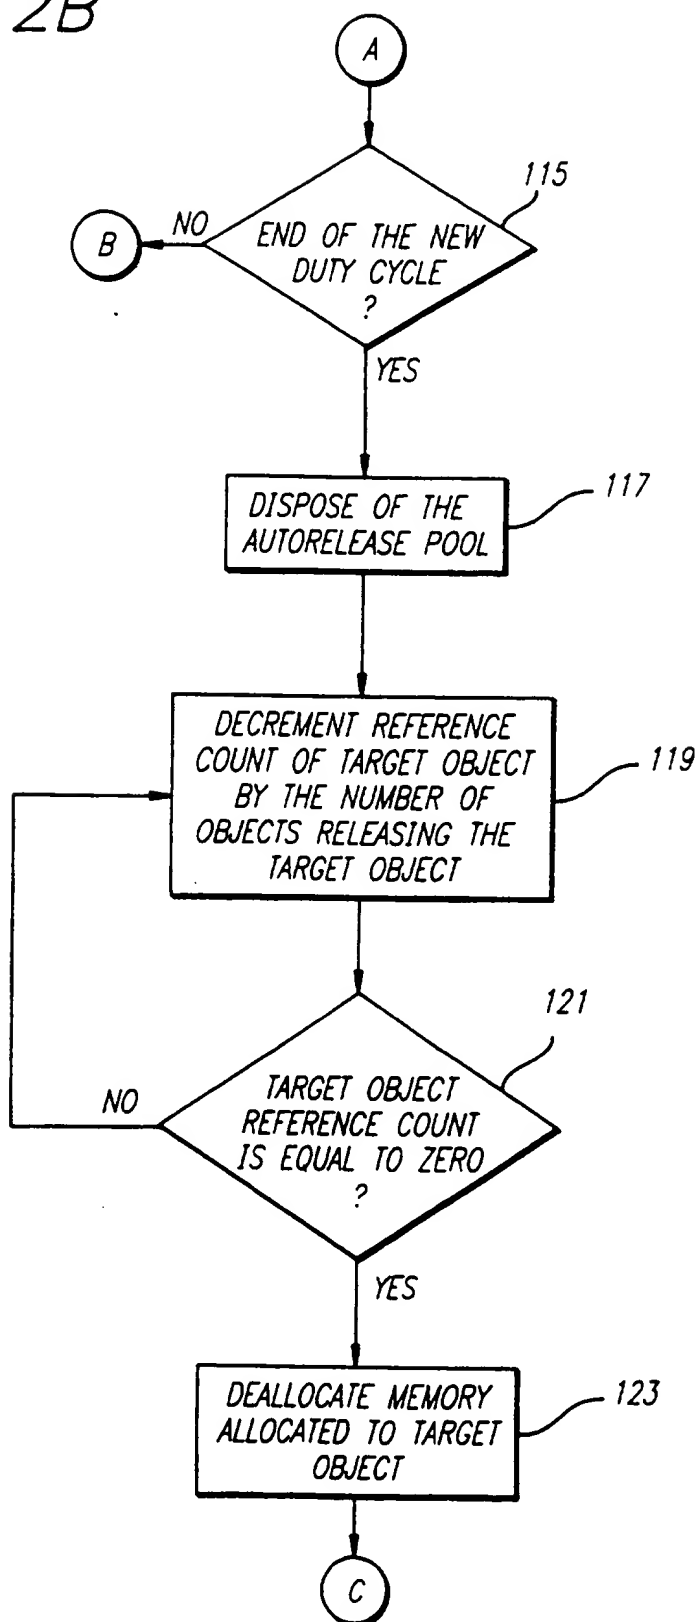 2B
A
115
NO
B
END OF THE NEW
DUTY CYCLE
?
YES
117
DISPOSE OF THE
AUTORELEASE POOL
DECREMENT REFERENCE
COUNT OF TARGET OBJECT
BY THE NUMBER OF
OBJECTS RELEASING THE
TARGET OBJECT
119
121
NO
TARGET OBJECT
REFERENCE COUNT
IS EQUAL TO ZERO
?
YES
123
DEALLOCATE MEMORY
ALLOCATED TO TARGET
OBJECT
C